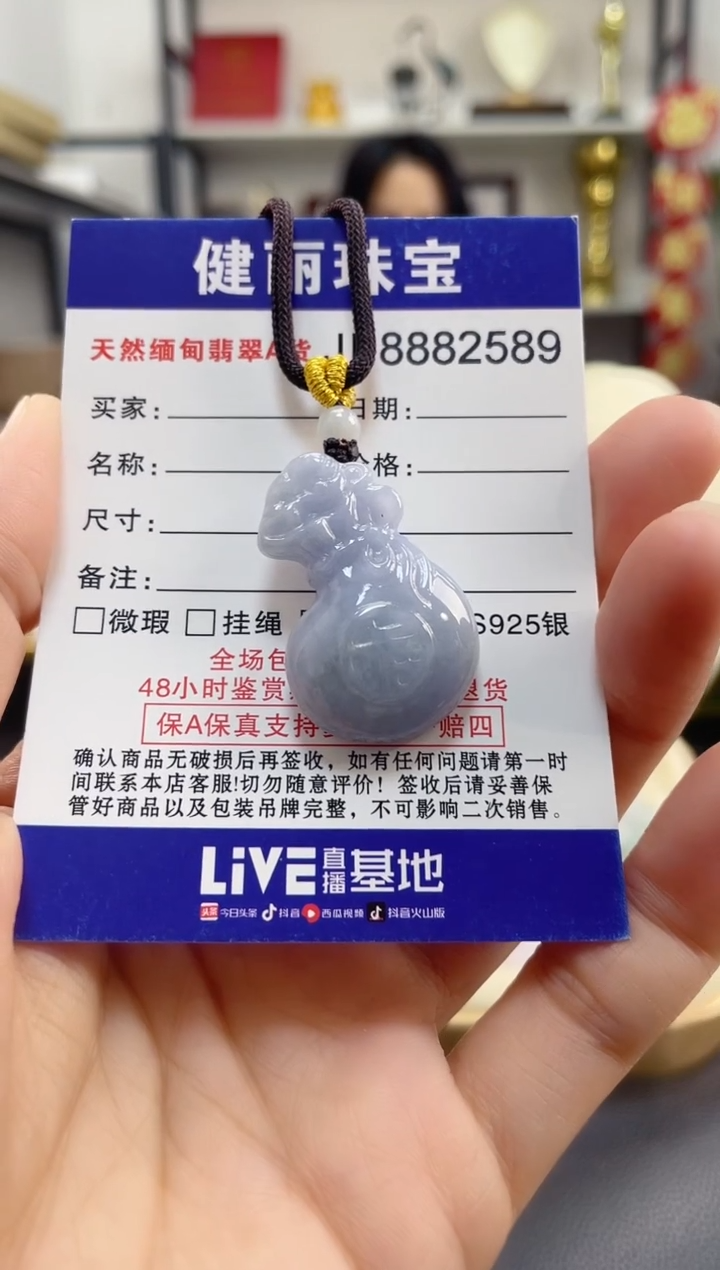 健丽珠宝
天然缅甸翡翠A货 8882589
买家: 日期:
名称: 价格:
尺寸:
备注:
微瑕 挂绳 S925银
全场包
48小时鉴赏 退货
保A保真支持 赔四
确认商品无破损后再签收，如有任何问题请第一时
间联系本店客服!切勿随意评价! 签收后请妥善保
管好商品以及包装吊牌完整，不可影响二次销售。
LiVE直播基地
头条 今日头条 抖音 西瓜视频 抖音火山版